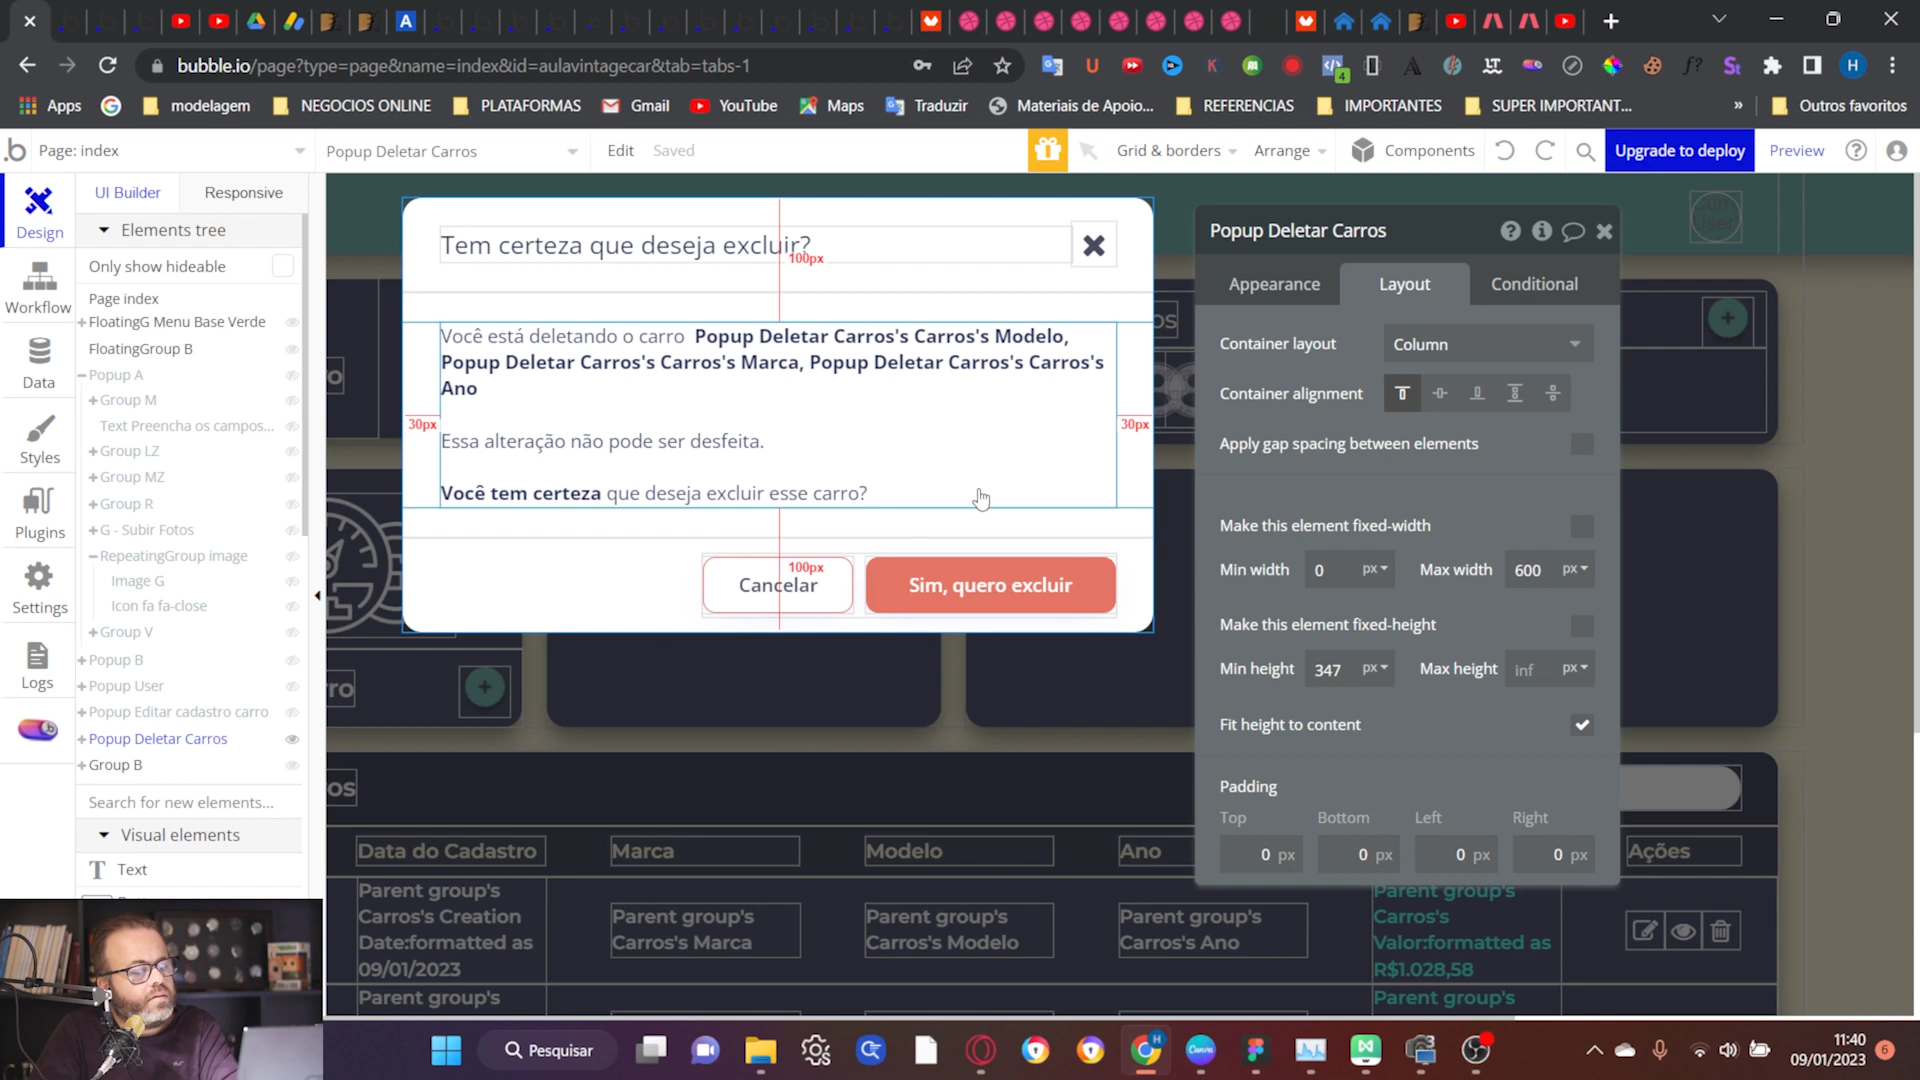 bubble.io/page?type=page&name=index&id=aulavintagecar&tab=tabs-1
Apps modelagem NEGOCIOS ONLINE PLATAFORMAS Gmail YouTube Maps Traduzir Materiais de Apoio... REFERENCIAS IMPORTANTES SUPER IMPORTANT... » Outros favoritos
Page: index Popup Deletar Carros Edit Saved Grid & borders Arrange Components Upgrade to deploy Preview
UI Builder Responsive
Design
Workflow
Data
Styles
Plugins
Settings
Logs
Elements tree
Only show hideable
Page index
FloatingG Menu Base Verde
FloatingGroup B
Popup A
Group M
Text Preencha os campos...
Group LZ
Group MZ
Group R
G - Subir Fotos
RepeatingGroup image
Image G
Icon fa fa-close
Group V
Popup B
Popup User
Popup Editar cadastro carro
Popup Deletar Carros
Group B
Search for new elements...
Visual elements
Text
Tem certeza que deseja excluir?
100px
Você está deletando o carro Popup Deletar Carros's Carros's Modelo,
Popup Deletar Carros's Carros's Marca, Popup Deletar Carros's Carros's
Ano
30px
30px
Essa alteração não pode ser desfeita.
Você tem certeza que deseja excluir esse carro?
100px
Cancelar Sim, quero excluir
Popup Deletar Carros
Appearance Layout Conditional
Container layout Column
Container alignment
Apply gap spacing between elements
Make this element fixed-width
Min width 0 px Max width 600 px
Make this element fixed-height
Min height 347 px Max height inf px
Fit height to content
Padding
Top Bottom Left Right
0 px 0 px 0 px 0 px
os
ro
os
Data do Cadastro Marca Modelo Ano Ações
Parent group's
Carros's Creation
Date:formatted as
09/01/2023
Parent group's
Carros's Marca
Parent group's
Carros's Modelo
Parent group's
Carros's Ano
Parent group's
Carros's
Valor:formatted as
R$1.028,58
Parent group's
Parent group's
Pesquisar
11:40
09/01/2023
6